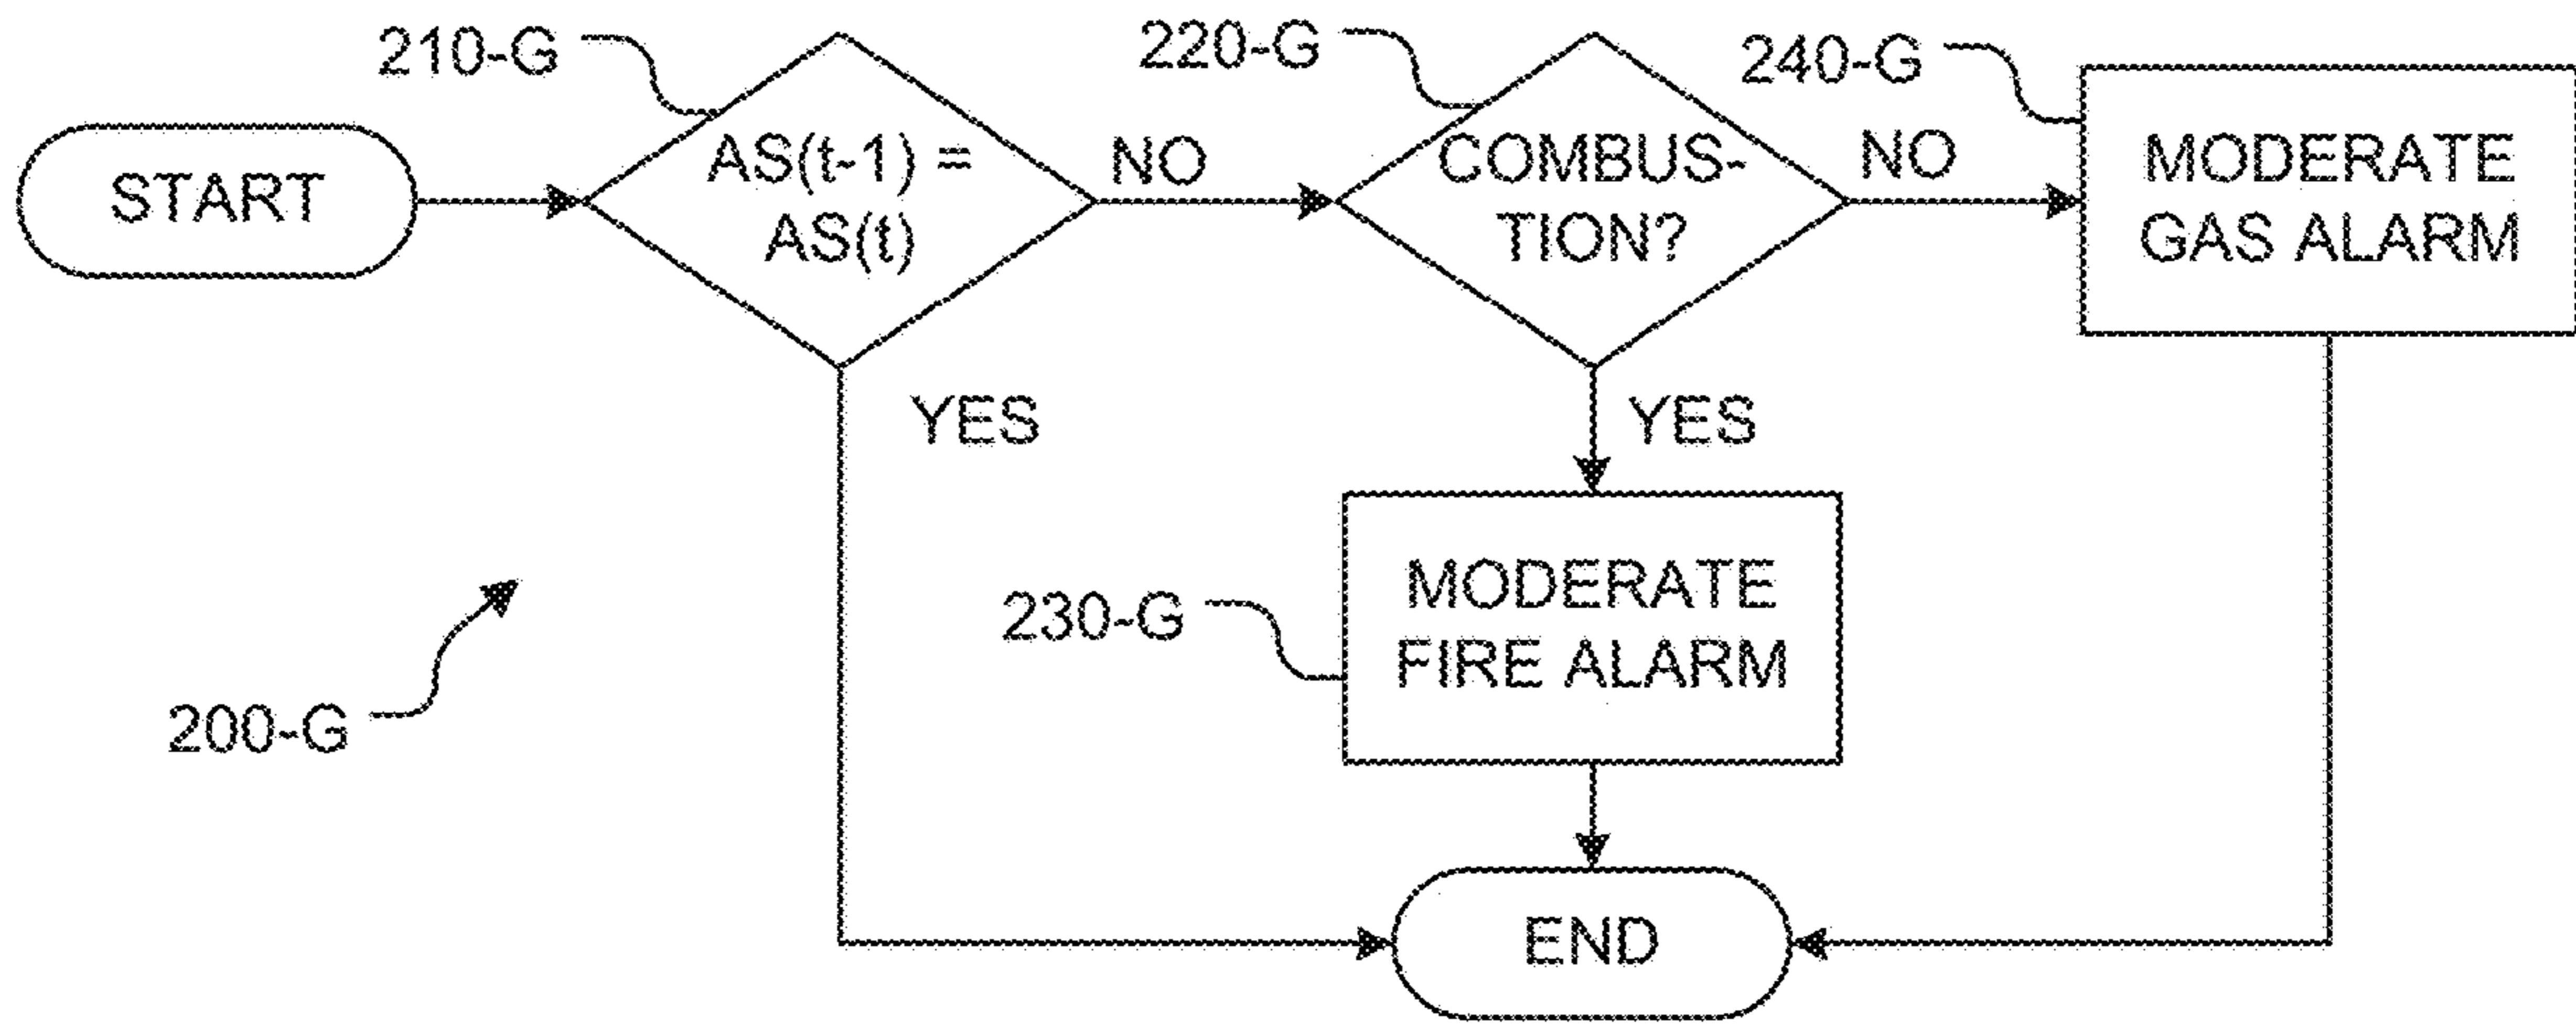 210-G
220-G
240-G
START
AS(t-1) =
AS(t)
NO
COMBUS-
TION?
NO
MODERATE
GAS ALARM
YES
YES
230-G
MODERATE
FIRE ALARM
200-G
END